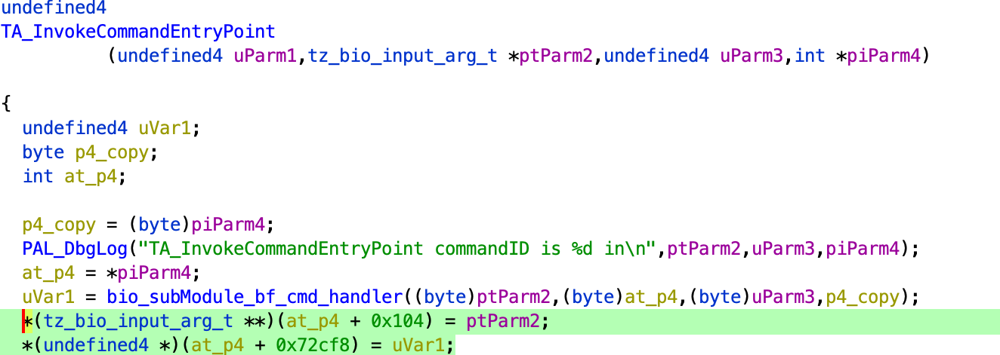 undefined4
TA_InvokeCommandEntryPoint
(undefined4 uParm1,tz_bio_input_arg_t *ptParm2,undefined4 uParm3,int *piParm4)
{
undefined4 uVar1;
byte p4_copy;
int at_p4;
p4_copy = (byte)piParm4;
PAL_DbgLog("TA_InvokeCommandEntryPoint commandID is %d in\n",ptParm2,uParm3,piParm4);
at_p4 = *piParm4;
uVar1 = bio_subModule_bf_cmd_handler((byte)ptParm2,(byte)at_p4,(byte)uParm3,p4_copy);
*(tz_bio_input_arg_t **)(at_p4 + 0x104) = ptParm2;
*(undefined4 *)(at_p4 + 0x72cf8) = uVar1;